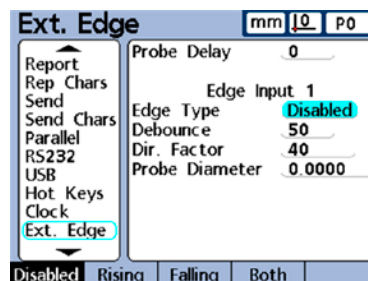 Ext. Edge
mm
P0
Report
Rep Chars
Send
Send Chars
Parallel
RS232
USB
Hot Keys
Clock
Ext. Edge
Probe Delay 0
Edge Input 1
Edge Type Disabled
Debounce 50
Dir. Factor 40
Probe Diameter 0.0000
Disabled Rising Falling Both